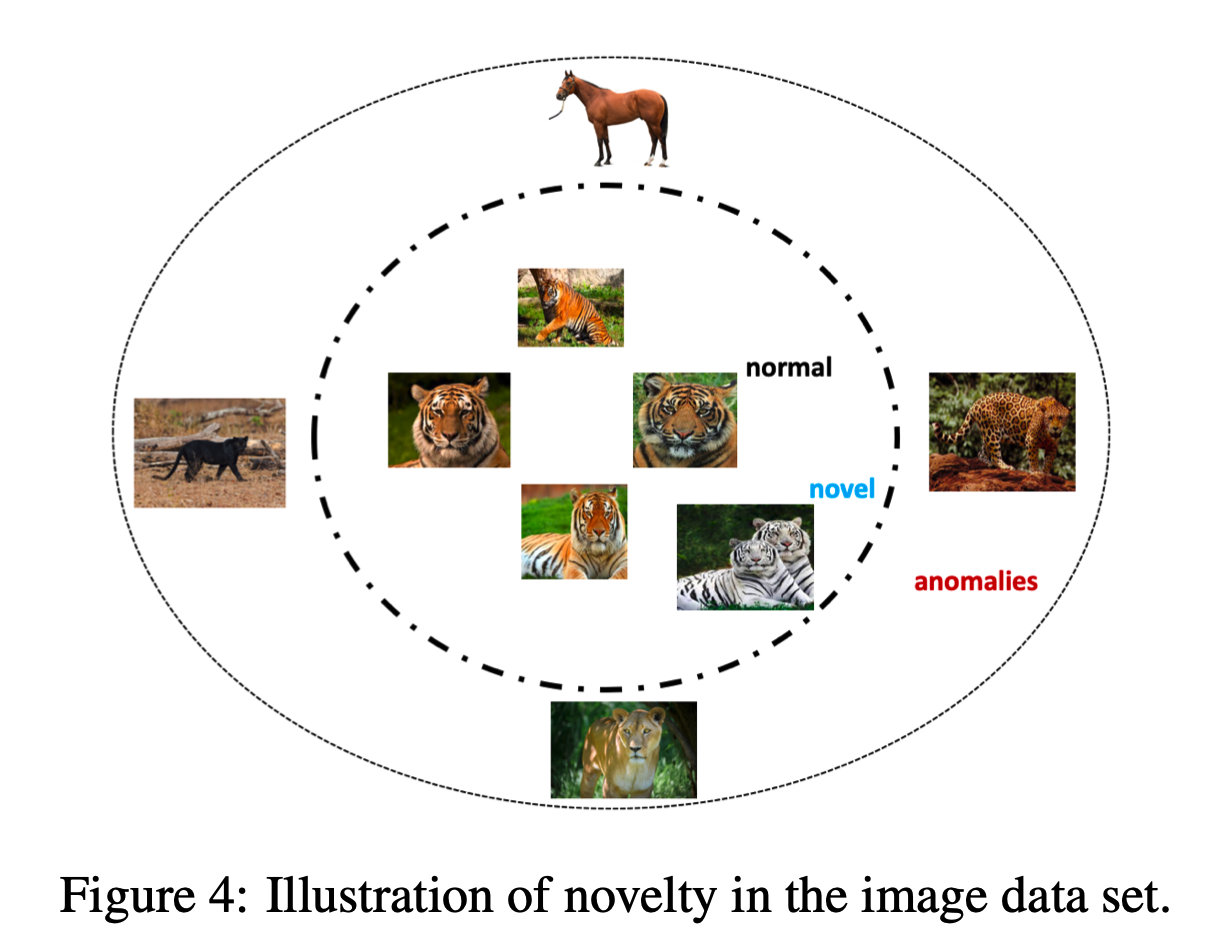 normal
novel
anomalies
Figure 4: Illustration of novelty in the image data set.